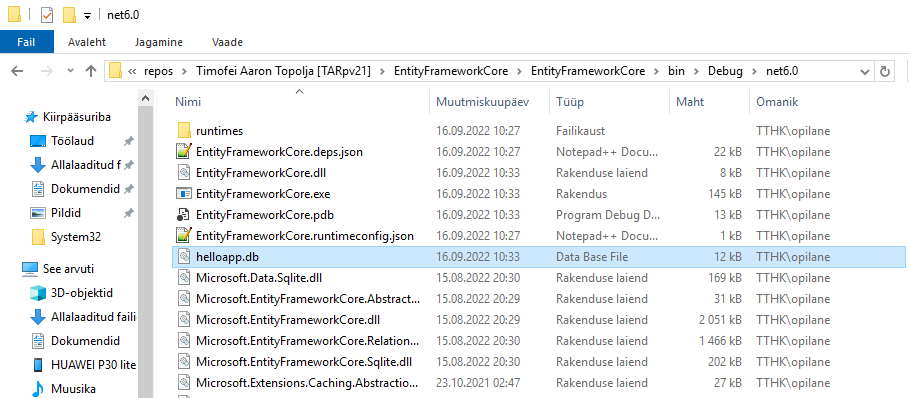 net6.0
Fail Avaleht Jagamine Vaade
« repos > Timofei Aaron Topolja [TARpv21] > EntityFrameworkCore > EntityFrameworkCore > bin > Debug > net6.0
Nimi Muutmiskuupäev Tüüp Maht Omanik
Kiirpääsuriba
Töölaud
Allalaaditud f
Dokumendid
Pildid
System32
See arvuti
3D-objektid
Allalaaditud failid
Dokumendid
HUAWEI P30 lite
Muusika
runtimes 16.09.2022 10:27 Failikaust TTHK\opilane
EntityFrameworkCore.deps.json 16.09.2022 10:27 Notepad++ Docu... 22 kB TTHK\opilane
EntityFrameworkCore.dll 16.09.2022 10:33 Rakenduse laiend 8 kB TTHK\opilane
EntityFrameworkCore.exe 16.09.2022 10:33 Rakendus 145 kB TTHK\opilane
EntityFrameworkCore.pdb 16.09.2022 10:33 Program Debug D... 13 kB TTHK\opilane
EntityFrameworkCore.runtimeconfig.json 16.09.2022 10:27 Notepad++ Docu... 1 kB TTHK\opilane
helloapp.db 16.09.2022 10:33 Data Base File 12 kB TTHK\opilane
Microsoft.Data.Sqlite.dll 15.08.2022 20:30 Rakenduse laiend 169 kB TTHK\opilane
Microsoft.EntityFrameworkCore.Abstract... 15.08.2022 20:29 Rakenduse laiend 31 kB TTHK\opilane
Microsoft.EntityFrameworkCore.dll 15.08.2022 20:29 Rakenduse laiend 2 051 kB TTHK\opilane
Microsoft.EntityFrameworkCore.Relation... 15.08.2022 20:30 Rakenduse laiend 1 466 kB TTHK\opilane
Microsoft.EntityFrameworkCore.Sqlite.dll 15.08.2022 20:30 Rakenduse laiend 202 kB TTHK\opilane
Microsoft.Extensions.Caching.Abstractio... 23.10.2021 02:47 Rakenduse laiend 27 kB TTHK\opilane